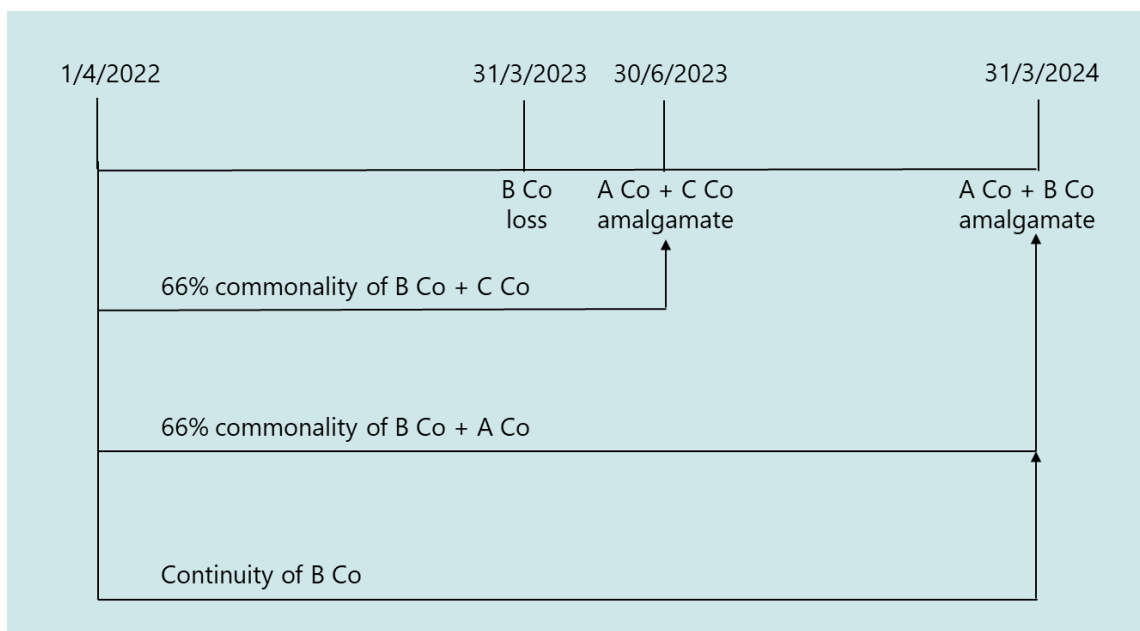 1/4/2022 31/3/2023 30/6/2023 31/3/2024
B Co A Co + C Co A Co + B Co
loss amalgamate amalgamate
66% commonality of B Co + C Co
66% commonality of B Co + A Co
Continuity of B Co